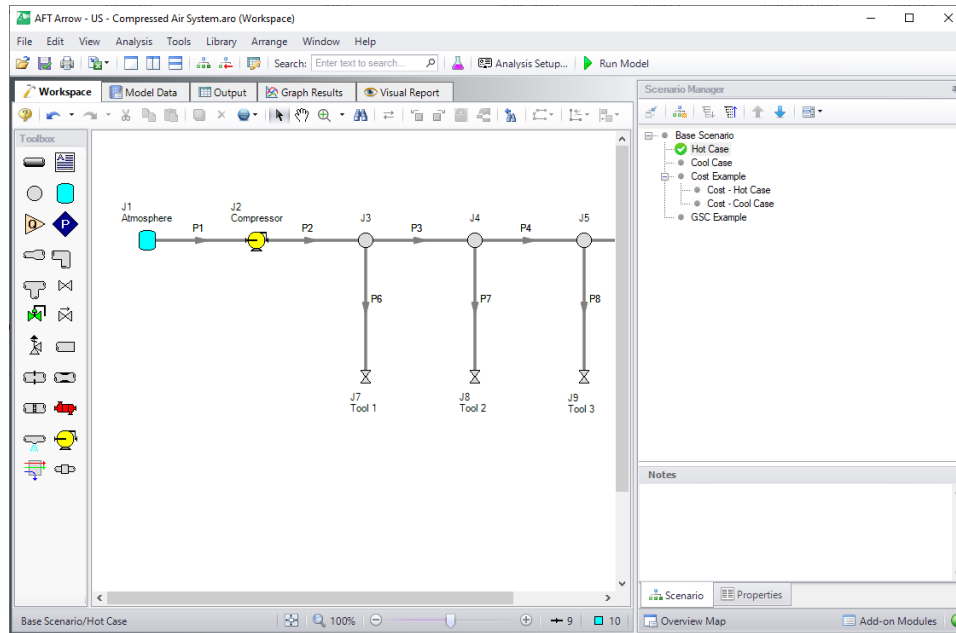 AFT Arrow - US - Compressed Air System.aro (Workspace)
File Edit View Analysis Tools Library Arrange Window Help
Search: Enter text to search... Analysis Setup... Run Model
Workspace Model Data Output Graph Results Visual Report
Toolbox
Q
P
J1
Atmosphere
J2
Compressor
J3
J4
J5
P1
P2
P3
P4
P6
P7
P8
J7
Tool 1
J8
Tool 2
J9
Tool 3
Scenario Manager
Base Scenario
Hot Case
Cool Case
Cost Example
Cost - Hot Case
Cost - Cool Case
GSC Example
Notes
Scenario Properties
Base Scenario/Hot Case 100% 9 10 Overview Map Add-on Modules